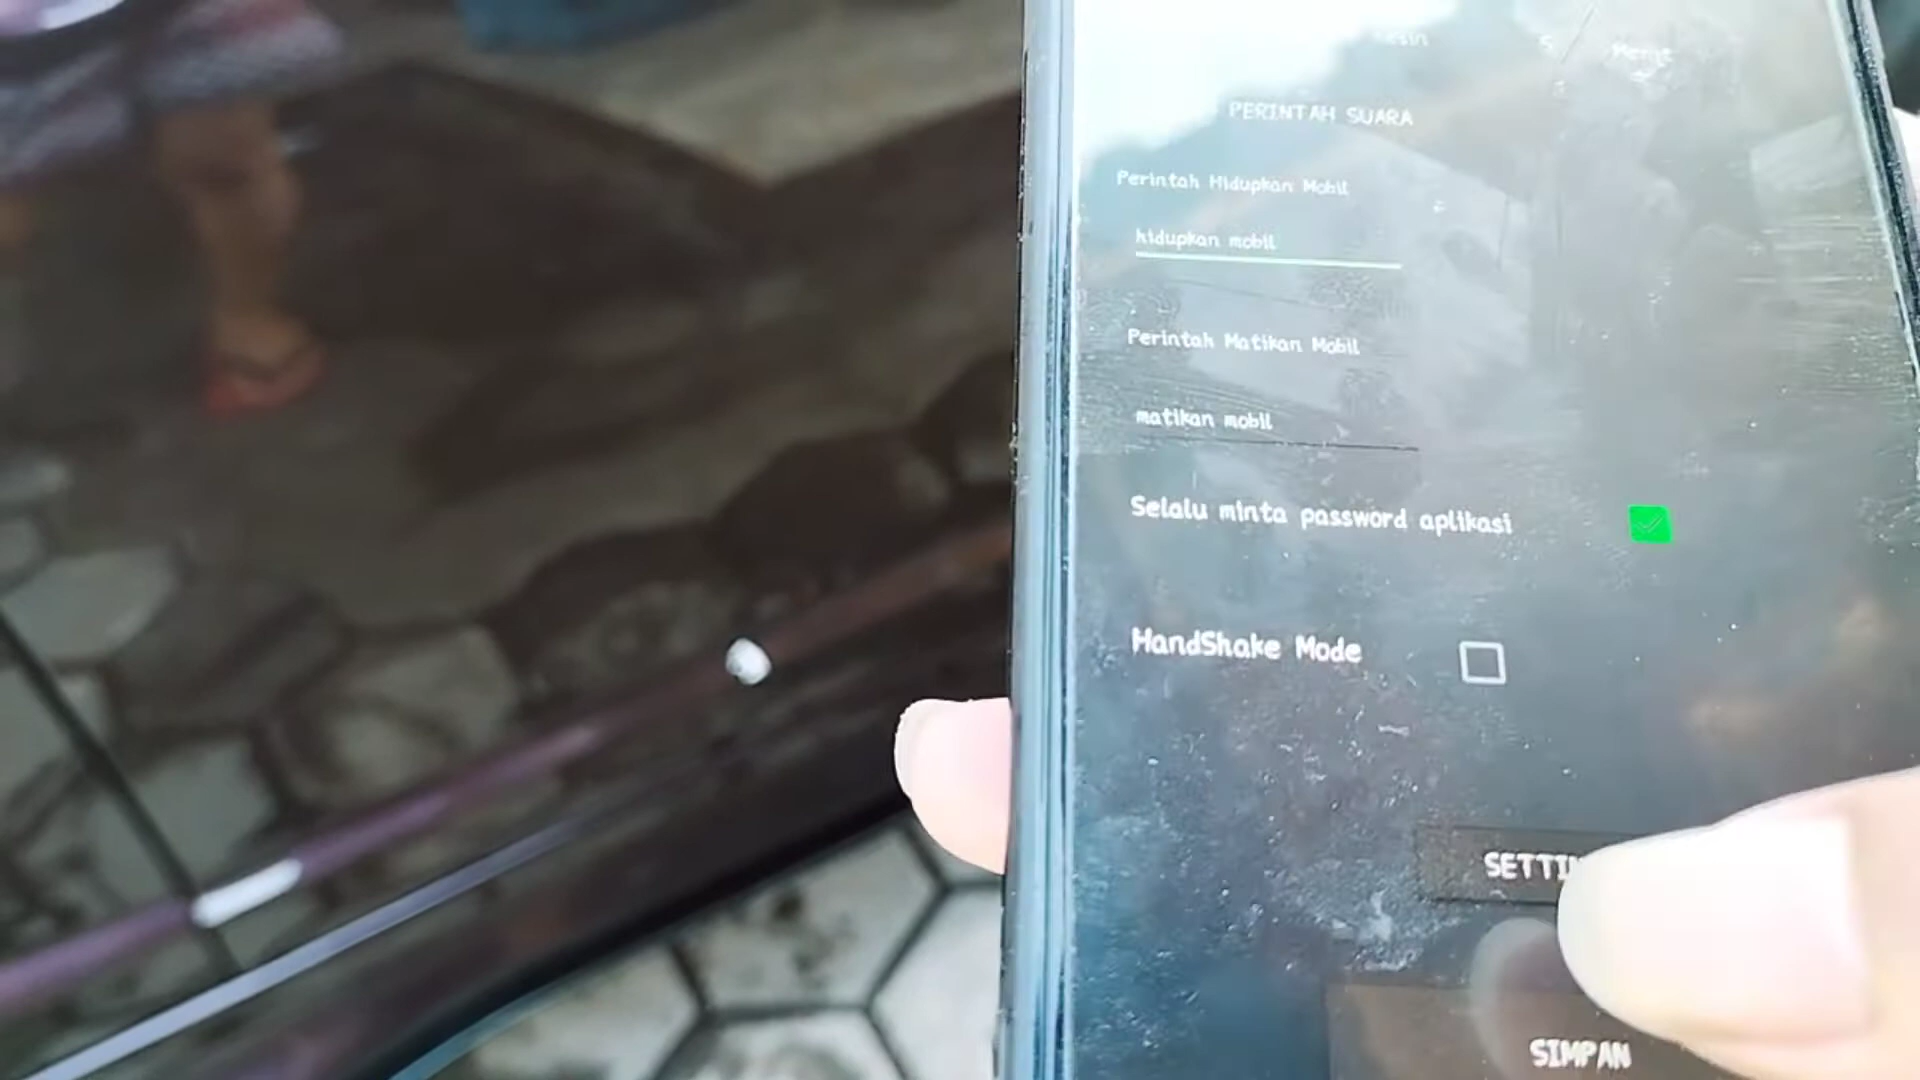 PERINTAH SUARA
Perintah Hidupkan Mobil
hidupkan mobil
Perintah Matikan Mobil
matikan mobil
Selalu minta password aplikasi
HandShake Mode
SIMPAN